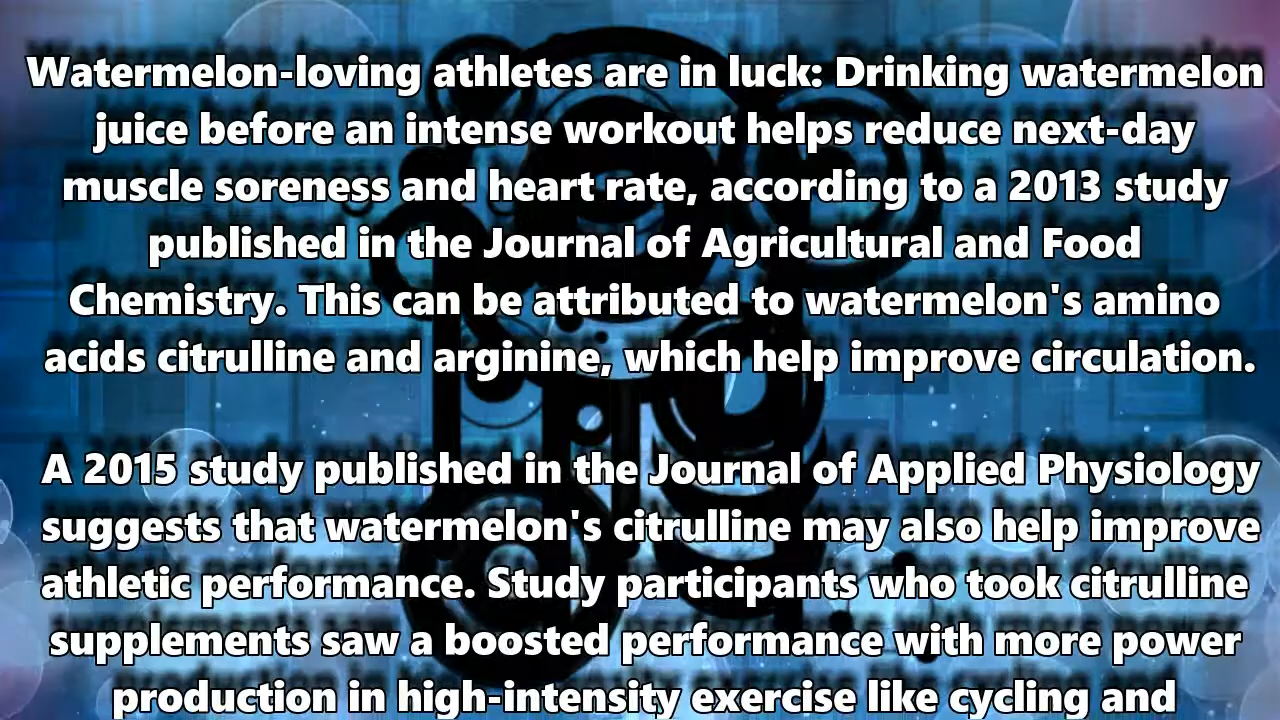 Watermelon-loving athletes are in luck: Drinking watermelon
juice before an intense workout helps reduce next-day
muscle soreness and heart rate, according to a 2013 study
published in the Journal of Agricultural and Food
Chemistry. This can be attributed to watermelon's amino
acids citrulline and arginine, which help improve circulation.
A 2015 study published in the Journal of Applied Physiology
suggests that watermelon's citrulline may also help improve
athletic performance. Study participants who took citrulline
supplements saw a boosted performance with more power
production in high-intensity exercise like cycling and